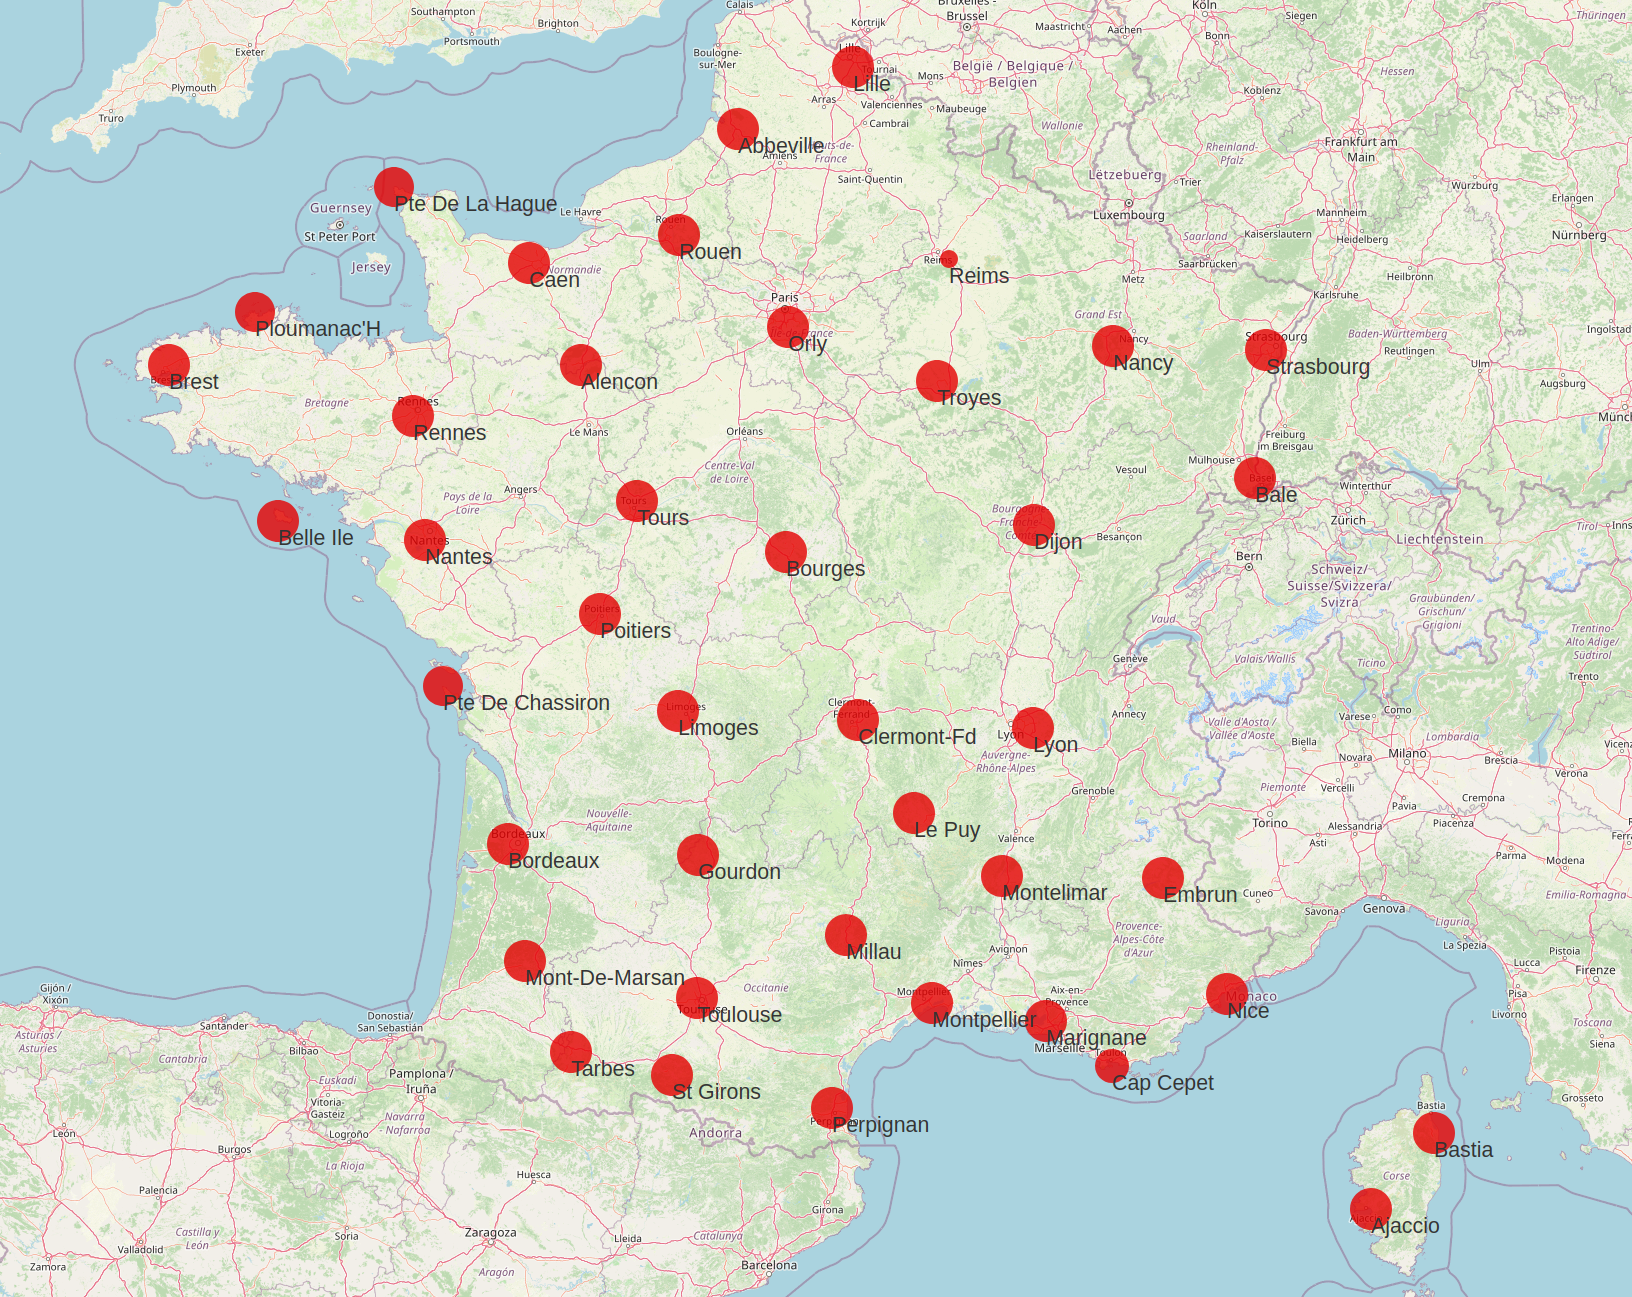 Southampton
Brighton
Portsmouth
Exeter
Plymouth
Truro
Calais
Boulogne-
sur-Mer
Kortrijk
Bruxelles -
Brussel
Maastricht
Aachen
Köln
Bonn
Siegen
Thüringen
Hessen
Koblenz
Lille
Tournai
Lille
Mons
België / Belgique /
Belgien
Arras
Valenciennes
Maubeuge
Cambrai
Wallonie
Rheinland-
Pfalz
Frankfurt am
Main
Abbeville
Amiens
Hauts-de-
France
Saint-Quentin
Lëtzebuerg
Trier
Luxembourg
Würzburg
Erlangen
Mannheim
Nürnberg
Heidelberg
Kaiserslautern
Saarland
Saarbrücken
Heilbronn
Karlsruhe
Guernsey
St Peter Port
Jersey
Pte De La Hague
Le Havre
Rouen
Rouen
Caen
Normandie
Reims
Reims
Metz
Paris
Île-de-France
Orly
Grand Est
Nancy
Nancy
Strasbourg
Strasbourg
Baden-Württemberg
Reutlingen
Ulm
Ingolstad
Augsburg
Münch
Ploumanac'H
Brest
Brest
Bretagne
Rennes
Rennes
Alencon
Le Mans
Troyes
Orléans
Centre-Val
de Loire
Freiburg
im Breisgau
Mulhouse
Vesoul
Basel
Bale
Winterthur
Zürich
Pays de la
Loire
Angers
Tours
Tours
Belle Ile
Nantes
Nantes
Bourges
Bourgogne-
Franche-
Comté
Dijon
Besançon
Bern
Liechtenstein
Tirol
Inns
Schweiz/
Suisse/Svizzera/
Svizra
Graubünden/
Grischun/
Grigioni
Poitiers
Poitiers
Vaud
Genève
Valais/Wallis
Ticino
Trentino-
Alto Adige/
Südtirol
Trento
Pte De Chassiron
Limoges
Limoges
Clermont-
Ferrand
Clermont-Fd
Lyon
Lyon
Auvergne-
Rhône-Alpes
Annecy
Valle d'Aosta /
Vallée d'Aoste
Varese
Como
Lombardia
Biella
Novara
Milano
Brescia
Vicenz
Verona
Grenoble
Piemonte
Vercelli
Pavia
Cremona
Torino
Alessandria
Piacenza
Asti
Parma
Modena
Ferra
Emilia-Romagna
Nouvelle-
Aquitaine
Bordeaux
Bordeaux
Le Puy
Valence
Gourdon
Montelimar
Embrun
Cuneo
Savona
Genova
Liguria
La Spezia
Pistoia
Lucca
Firenze
Pisa
Livorno
Toscana
Siena
Grosseto
Millau
Avignon
Nîmes
Provence-
Alpes-Côte
d'Azur
Mont-De-Marsan
Occitanie
Toulouse
Toulouse
Montpellier
Montpellier
Aix-en-
Provence
Marignane
Marseille
Toulon
Cap Cepet
Monaco
Nice
Gijón /
Xixón
Asturias /
Asturies
Santander
Cantabria
Bilbao
Donostia/
San Sebastián
Tarbes
St Girons
Perpignan
Perpignan
Andorra
Euskadi
Pamplona /
Iruña
Vitoria-
Gasteiz
Navarra
- Nafarroa
Logroño
La Rioja
León
Burgos
Palencia
Castilla y
León
Valladolid
Zamora
Soria
Huesca
Zaragoza
Aragón
Lleida
Catalunya
Girona
Barcelona
Bastia
Bastia
Corse
Ajaccio
Ajaccio